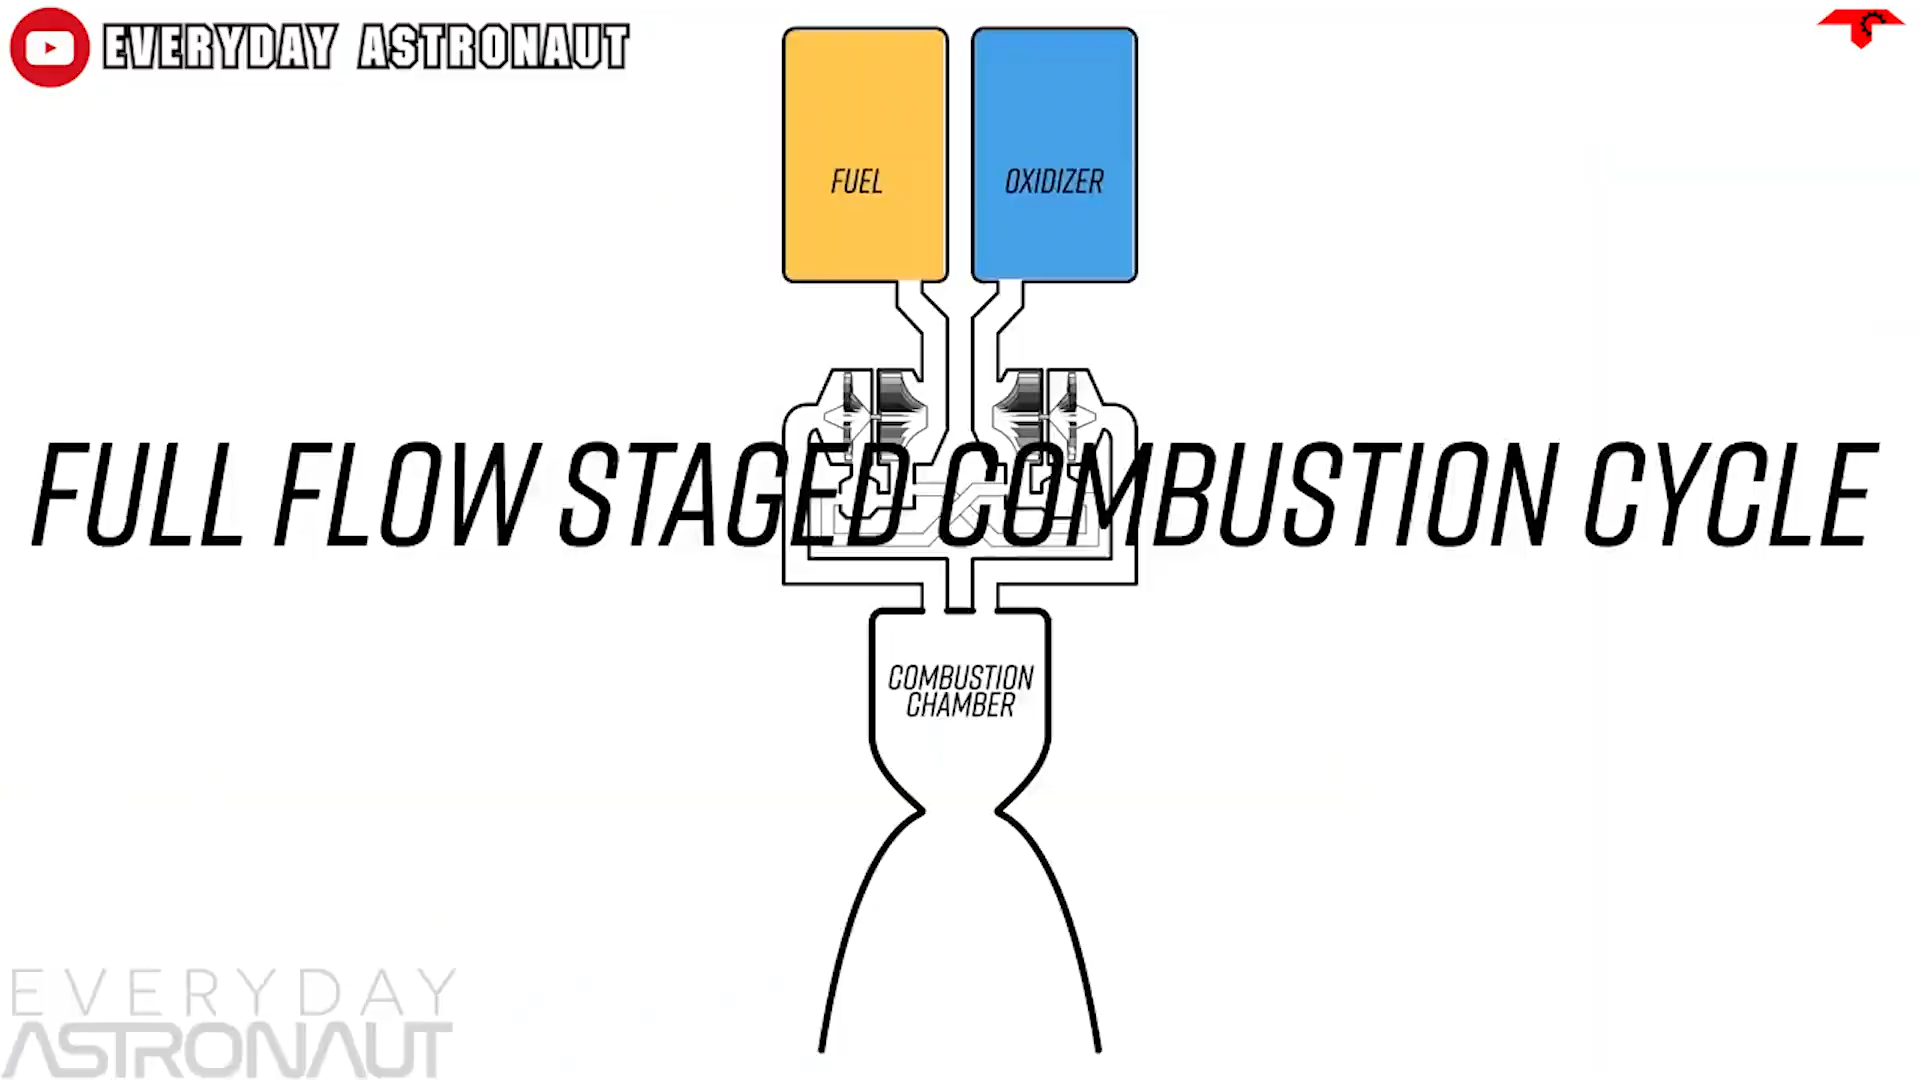 EVERYDAY ASTRONAUT
FUEL
OXIDIZER
FULL FLOW STAGED COMBUSTION CYCLE
COMBUSTION
CHAMBER
EVERYDAY
ASTRONAUT